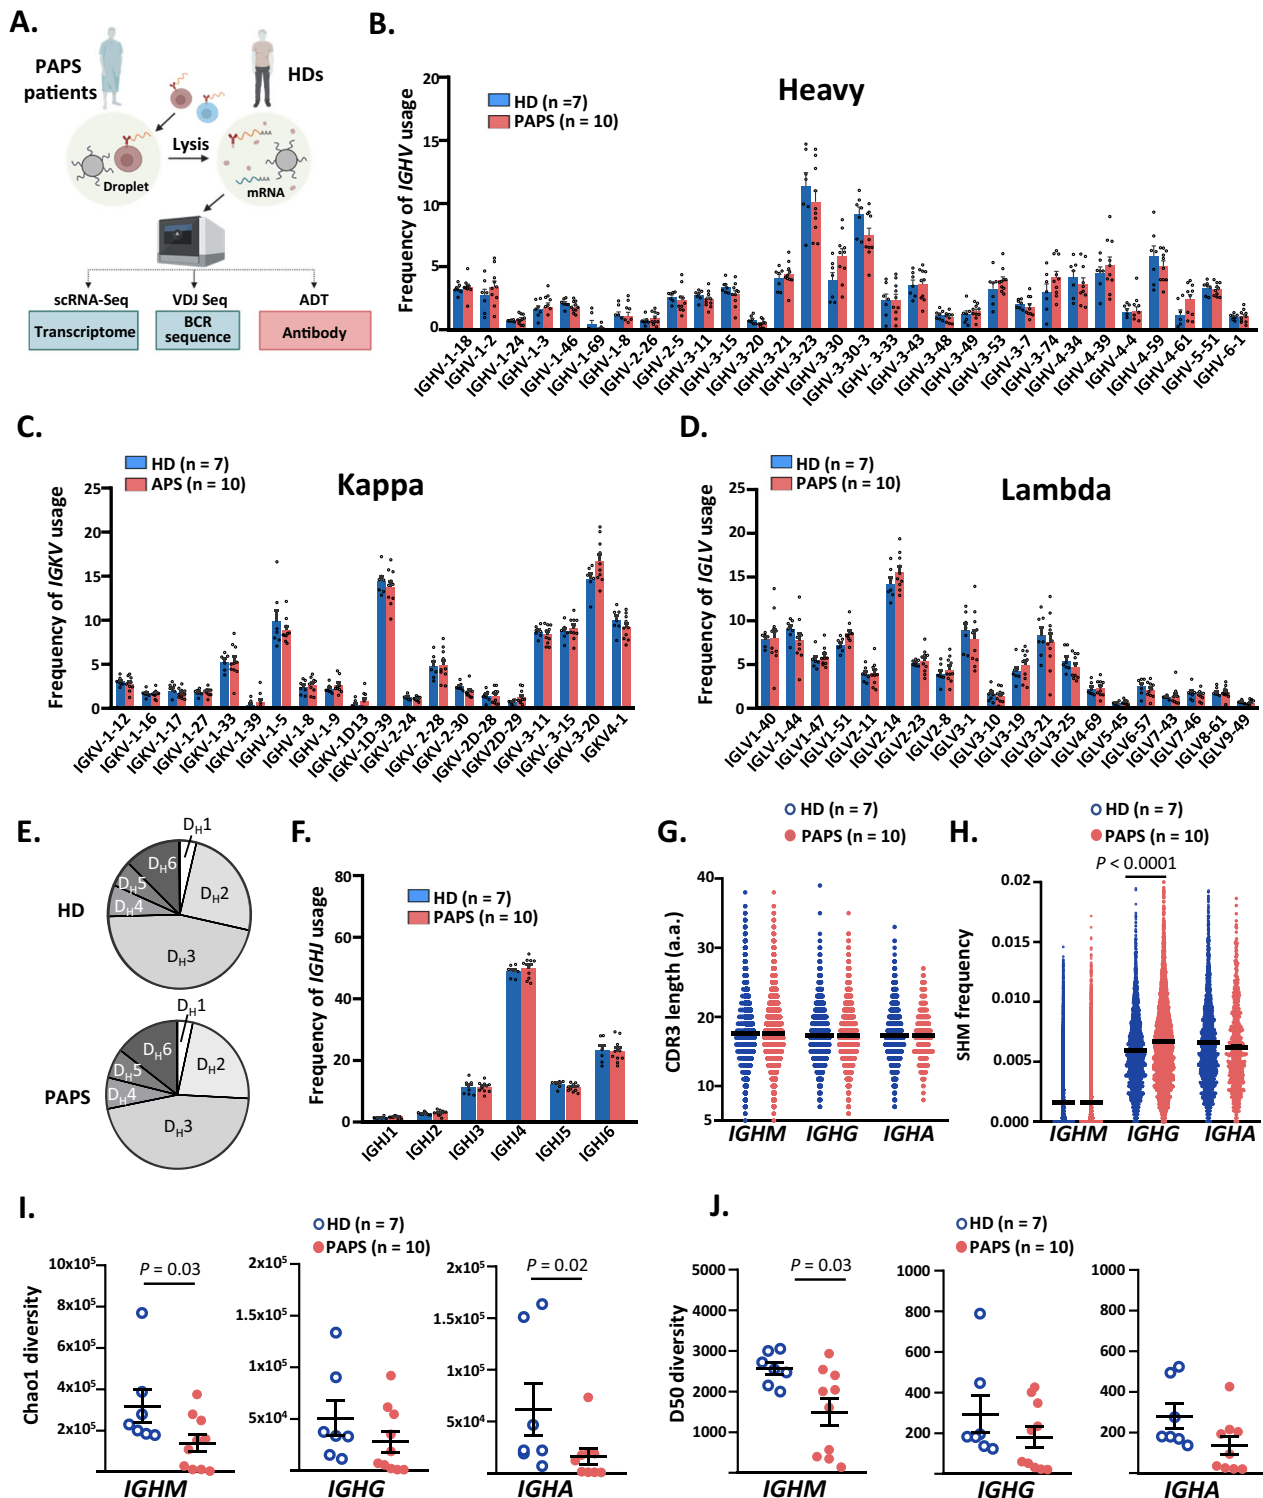 A.
PAPS
patients
HDs
Lysis
Droplet
mRNA
scRNA-Seq
VDJ Seq
ADT
Transcriptome
BCR
sequence
Antibody
B.
Heavy
HD (n =7)
PAPS (n = 10)
Frequency of IGHV usage
20
15
10
5
0
IGHV-1-18
IGHV-1-2
IGHV-1-24
IGHV-1-3
IGHV-1-46
IGHV-1-69
IGHV-1-8
IGHV-2-26
IGHV-2-5
IGHV-3-11
IGHV-3-15
IGHV-3-20
IGHV-3-21
IGHV-3-23
IGHV-3-30
IGHV-3-30-3
IGHV-3-33
IGHV-3-43
IGHV-3-48
IGHV-3-49
IGHV-3-53
IGHV-3-7
IGHV-3-74
IGHV-4-34
IGHV-4-39
IGHV-4-4
IGHV-4-59
IGHV-4-61
IGHV-5-51
IGHV-6-1
C.
HD (n = 7)
APS (n = 10)
Kappa
Frequency of IGKV usage
25
20
15
10
5
0
IGKV-1-12
IGKV-1-16
IGKV-1-17
IGKV-1-27
IGKV-1-33
IGKV-1-39
IGHV-1-5
IGHV-1-8
IGHV-1-9
IGKV-1D13
IGKV-1D-39
IGKV-2-24
IGKV- 2-28
IGKV-2-30
IGKV-2D-28
IGKV2D-29
IGKV-3-11
IGKV- 3-15
IGKV-3-20
IGKV4-1
D.
HD (n = 7)
PAPS (n = 10)
Lambda
Frequency of IGLV usage
25
20
15
10
5
0
IGLV1-40
IGLV-1-44
IGLV1-47
IGLV1-51
IGLV2-11
IGLV2-14
IGLV2-23
IGLV2-8
IGLV3-1
IGLV3-10
IGLV3-19
IGLV3-21
IGLV3-25
IGLV4-69
IGLV5-45
IGLV6-57
IGLV7-43
IGLV7-46
IGLV8-61
IGLV9-49
E.
HD
DH1
DH2
DH3
DH4
DH5
DH6
PAPS
DH1
DH2
DH3
DH4
DH5
DH6
F.
HD (n = 7)
PAPS (n = 10)
Frequency of IGHJ usage
80
60
40
20
0
IGHJ1
IGHJ2
IGHJ3
IGHJ4
IGHJ5
IGHJ6
G.
HD (n = 7)
PAPS (n = 10)
CDR3 length (a.a.)
40
30
20
10
5
IGHM
IGHG
IGHA
H.
HD (n = 7)
PAPS (n = 10)
P < 0.0001
SHM frequency
0.02
0.015
0.010
0.005
0.000
IGHM
IGHG
IGHA
I.
HD (n = 7)
PAPS (n = 10)
Chao1 diversity
10x10⁵
8x10⁵
6x10⁵
4x10⁵
2x10⁵
P = 0.03
IGHM
2x10⁵
1x10⁵
5x10⁴
IGHG
2x10⁵
1x10⁵
5x10⁴
P = 0.02
IGHA
J.
HD (n = 7)
PAPS (n = 10)
D50 diversity
5000
4000
3000
2000
1000
0
P = 0.03
IGHM
1000
800
600
400
200
0
IGHG
1000
800
600
400
200
0
IGHA